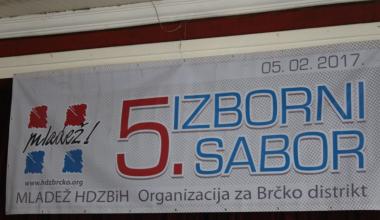 05. 02. 2017.
mladež!
5. IZBORNI
SABOR
www.hdzbrcko.org
MLADEŽ HDZBiH Organizacija za Brčko distrikt